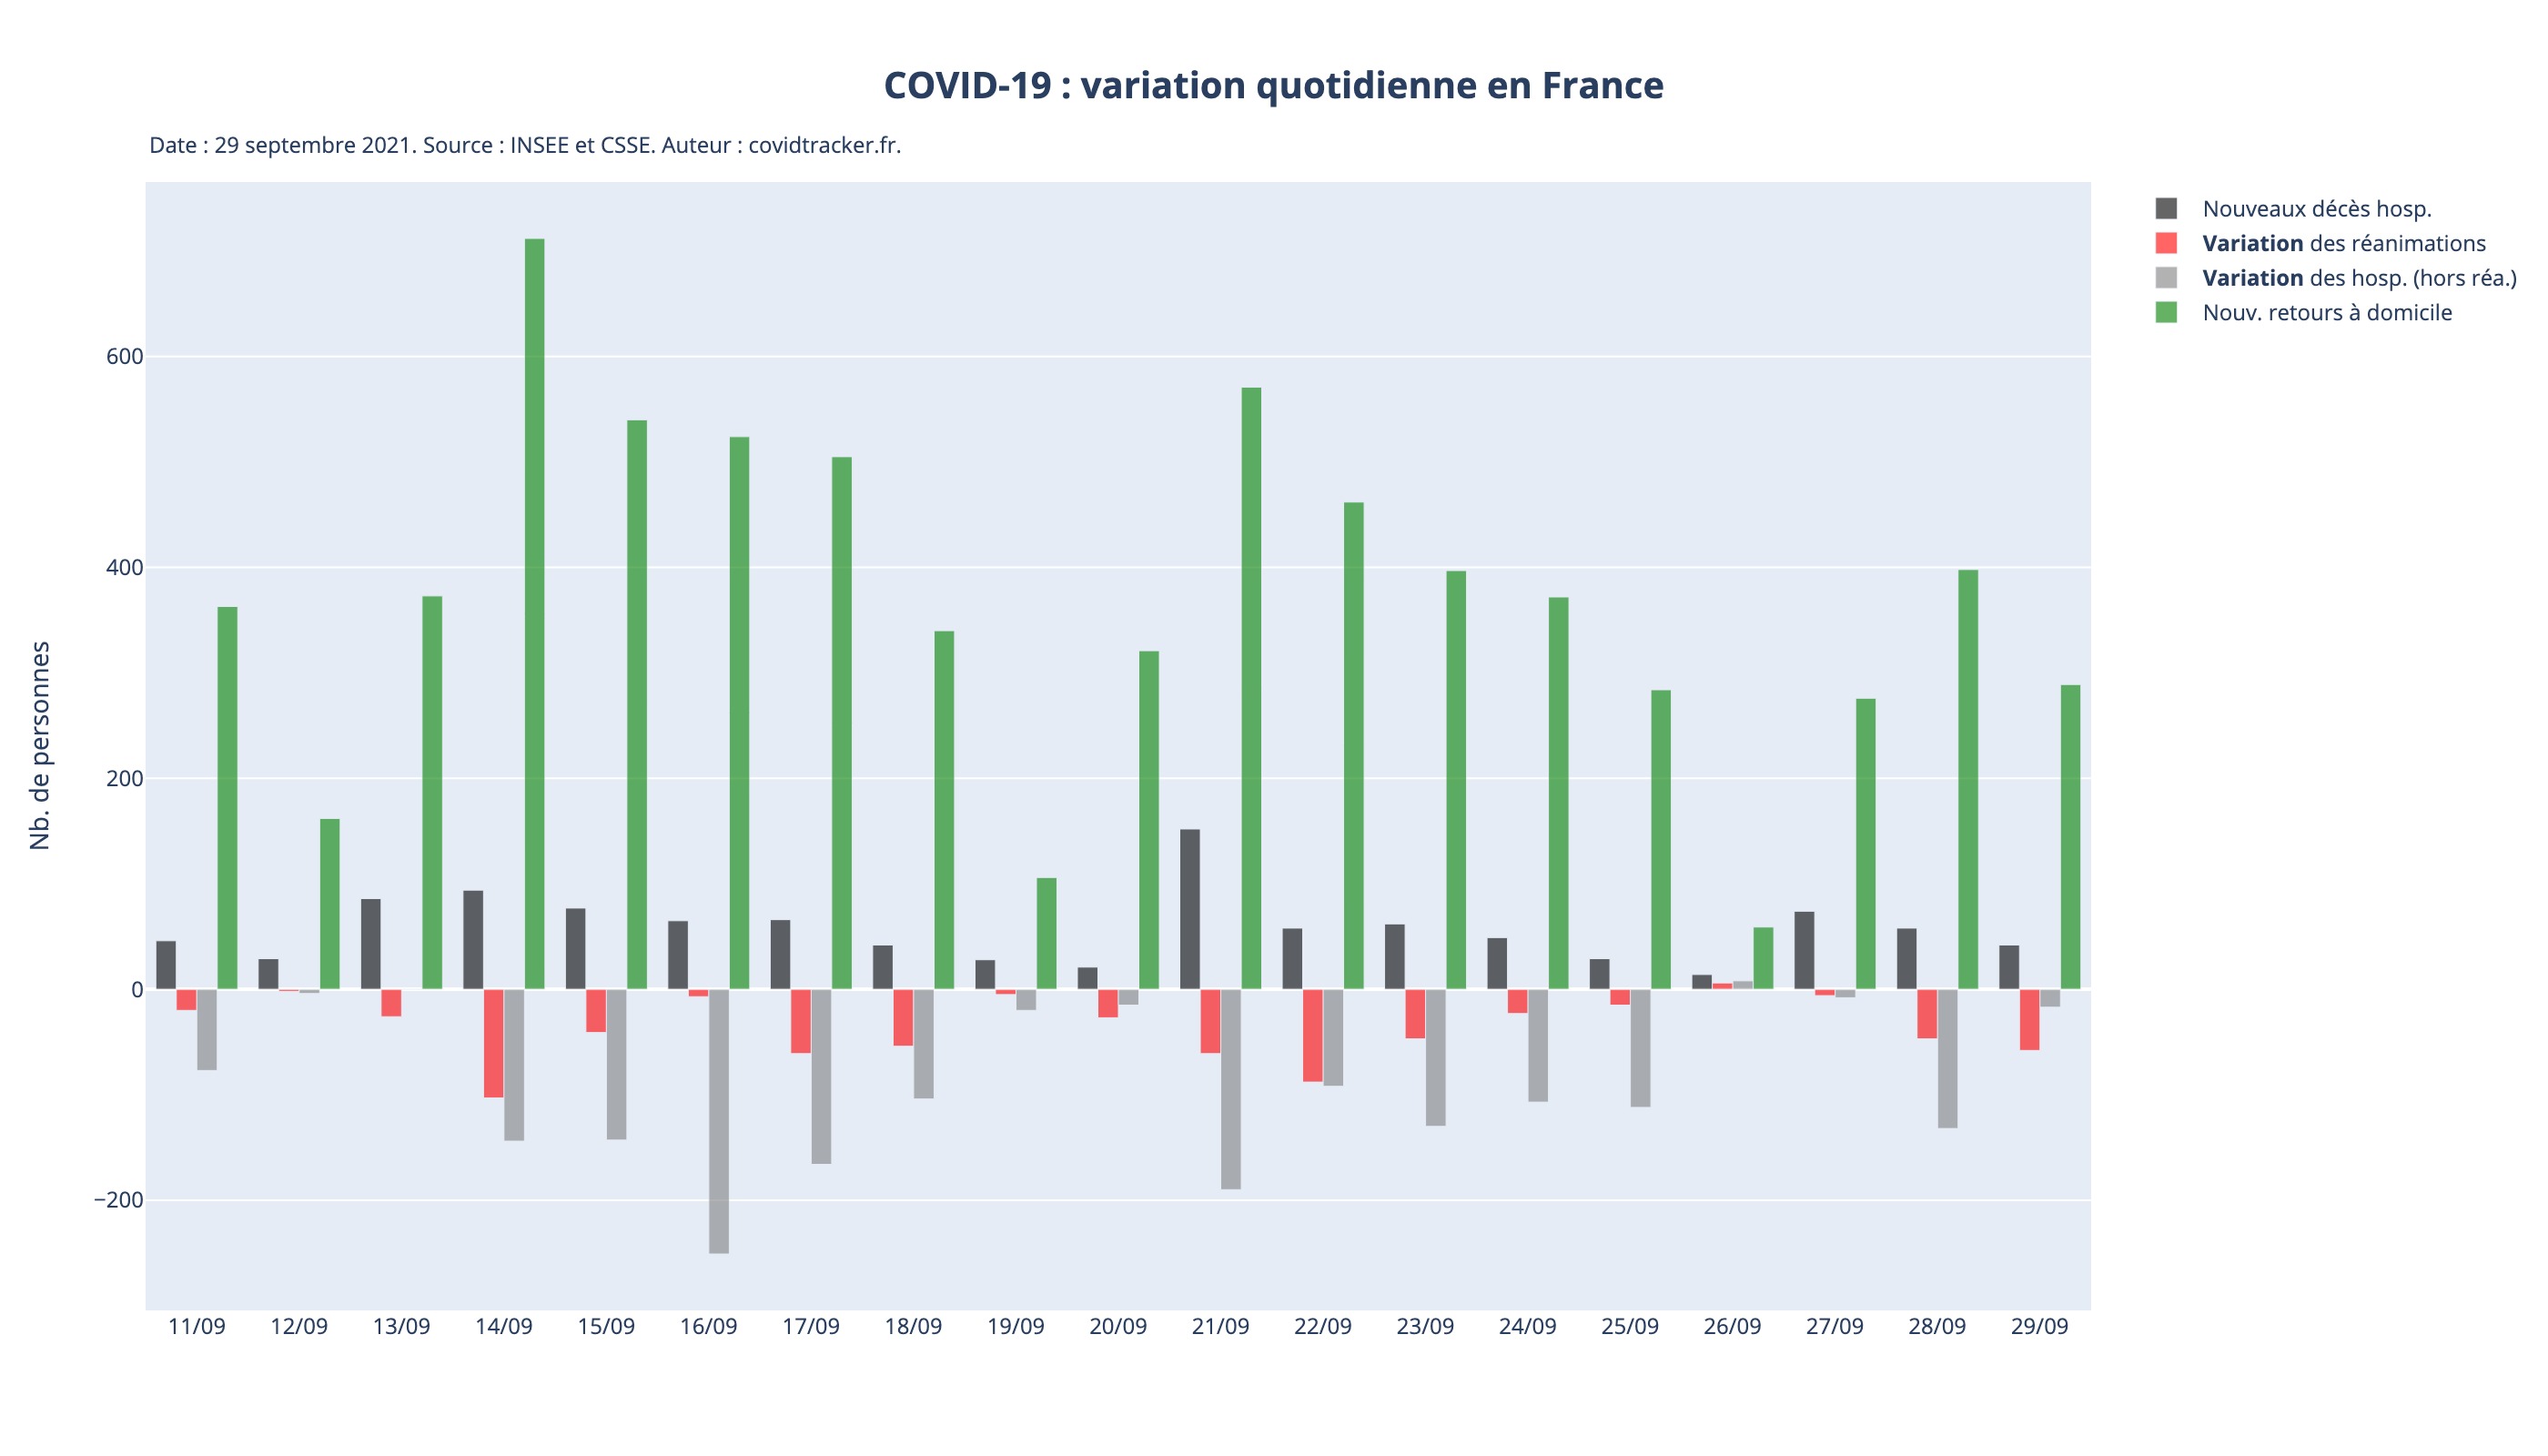 COVID-19 : variation quotidienne en France
Date : 29 septembre 2021. Source : INSEE et CSSE. Auteur : covidtracker.fr.
Nouveaux décès hosp.
Variation des réanimations
Variation des hosp. (hors réa.)
Nouv. retours à domicile
Nb. de personnes
600
400
200
0
−200
11/09 12/09 13/09 14/09 15/09 16/09 17/09 18/09 19/09 20/09 21/09 22/09 23/09 24/09 25/09 26/09 27/09 28/09 29/09